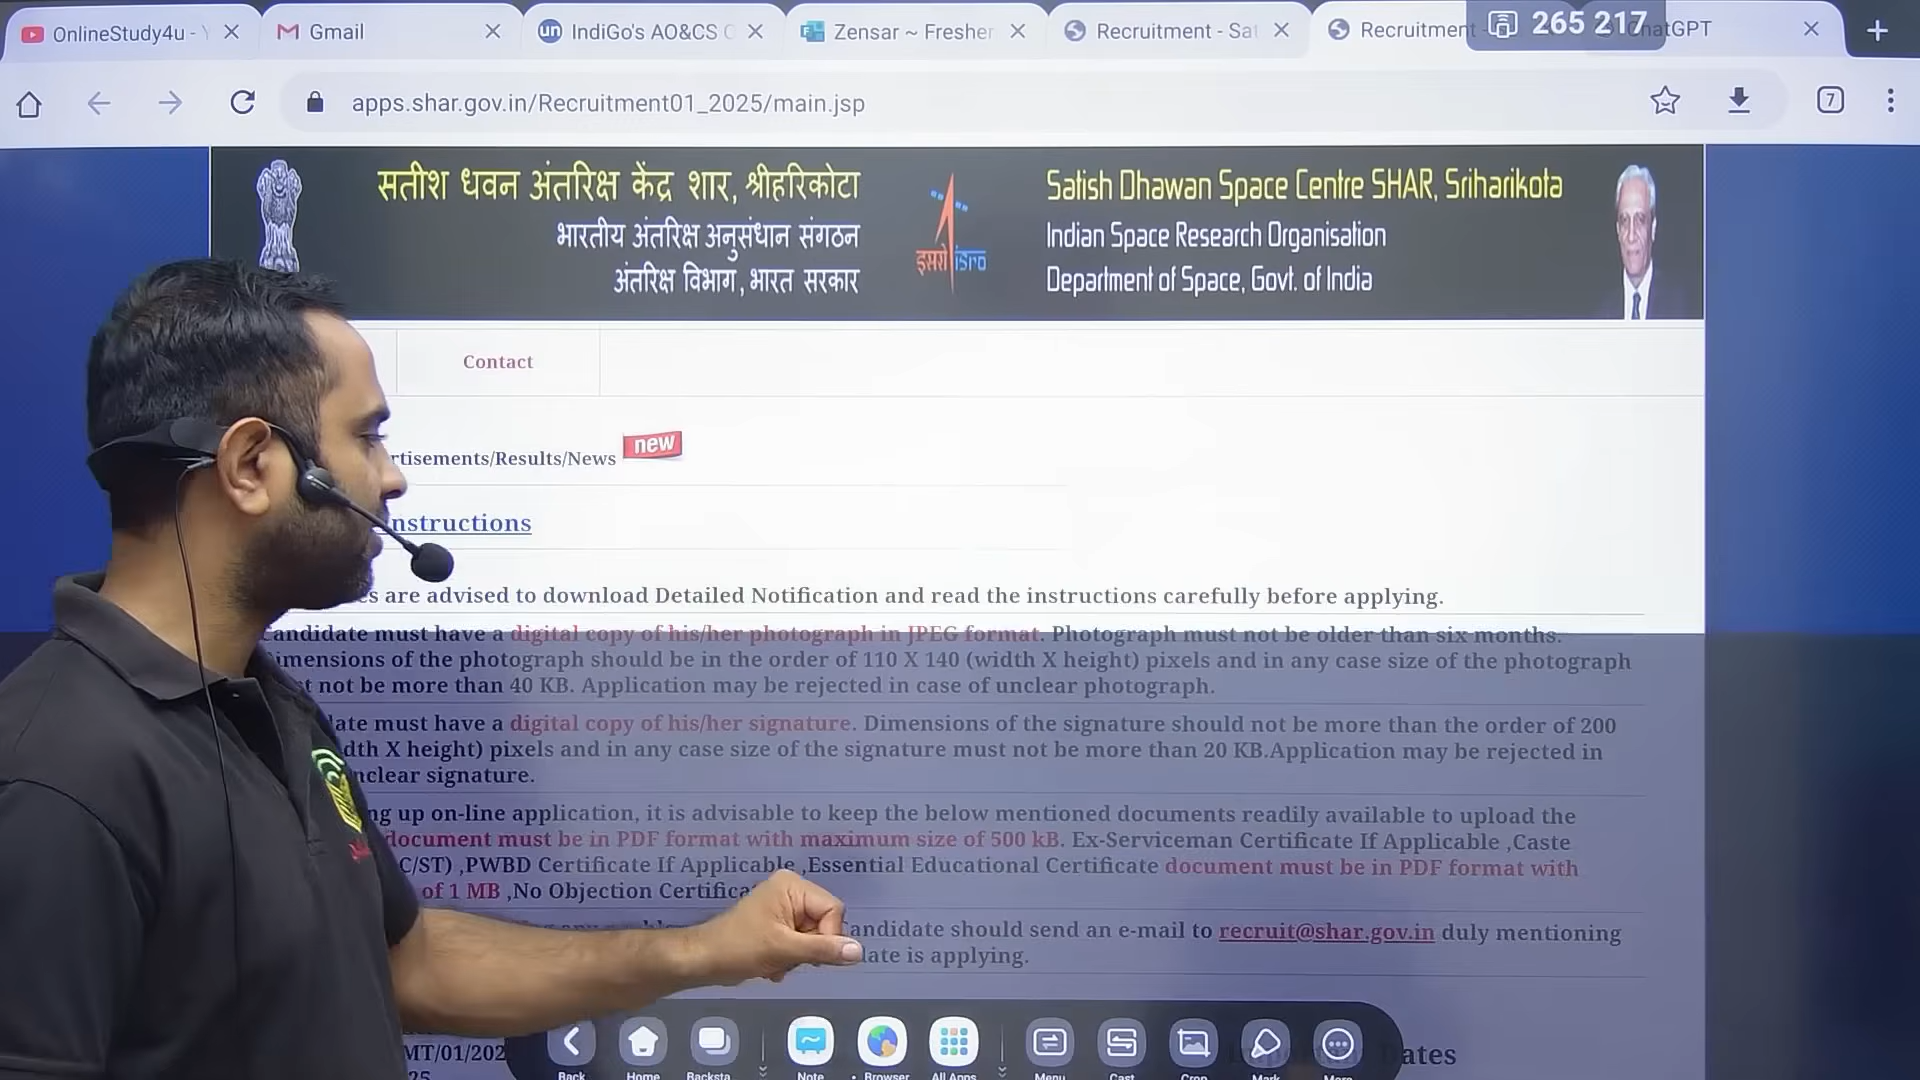 OnlineStudy4u -
Gmail
IndiGo's AO&CS
Zensar ~ Fresher
Recruitment - Sat
Recruitment
265 217
ChatGPT
apps.shar.gov.in/Recruitment01_2025/main.jsp
7
सतीश धवन अंतरिक्ष केंद्र शार, श्रीहरिकोटा
भारतीय अंतरिक्ष अनुसंधान संगठन
अंतरिक्ष विभाग, भारत सरकार
इसरो isro
Satish Dhawan Space Centre SHAR, Sriharikota
Indian Space Research Organisation
Department of Space, Govt. of India
Contact
rtisements/Results/News new
nstructions
es are advised to download Detailed Notification and read the instructions carefully before applying.
Candidate must have a digital copy of his/her photograph in JPEG format. Photograph must not be older than six months.
Dimensions of the photograph should be in the order of 110 X 140 (width X height) pixels and in any case size of the photograph
t not be more than 40 KB. Application may be rejected in case of unclear photograph.
late must have a digital copy of his/her signature. Dimensions of the signature should not be more than the order of 200
dth X height) pixels and in any case size of the signature must not be more than 20 KB.Application may be rejected in
nclear signature.
ng up on-line application, it is advisable to keep the below mentioned documents readily available to upload the
document must be in PDF format with maximum size of 500 kB. Ex-Serviceman Certificate If Applicable ,Caste
C/ST) ,PWBD Certificate If Applicable ,Essential Educational Certificate document must be in PDF format with
of 1 MB ,No Objection Certifica
Candidate should send an e-mail to recruit@shar.gov.in duly mentioning
late is applying.
MT/01/202
25
Dates
Back
Home
Backsta
Note
Browser
All Apps
Menu
Cast
Crop
Mark
More